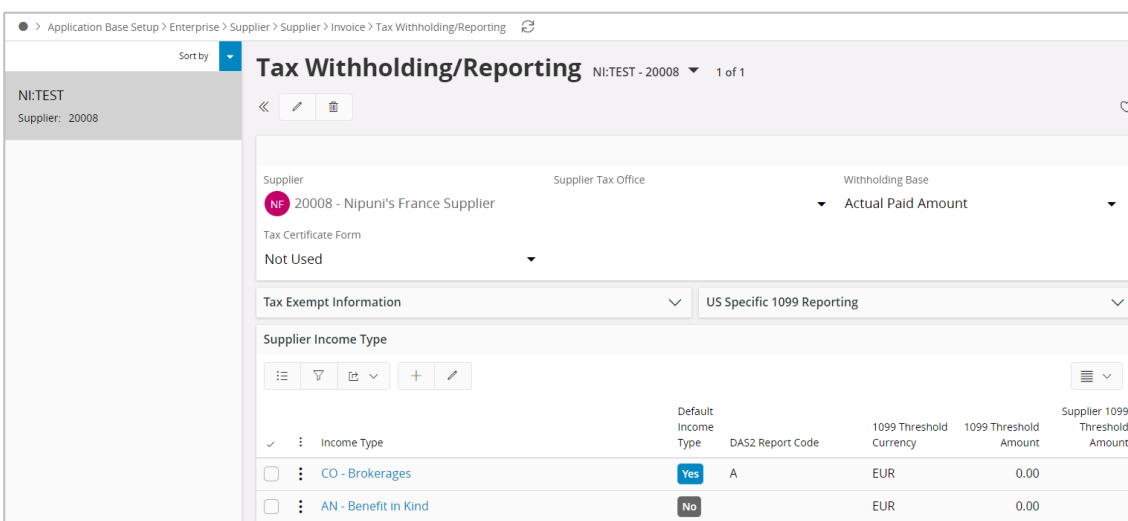 Application Base Setup > Enterprise > Supplier > Supplier > Invoice > Tax Withholding/Reporting
Sort by
NI:TEST
Supplier: 20008
Tax Withholding/Reporting NI:TEST - 20008 1 of 1
Supplier
Supplier Tax Office
Withholding Base
NF 20008 - Nipuni's France Supplier
Actual Paid Amount
Tax Certificate Form
Not Used
Tax Exempt Information
US Specific 1099 Reporting
Supplier Income Type
Income Type
Default
Income
Type
DAS2 Report Code
1099 Threshold
Currency
1099 Threshold
Amount
Supplier 1099
Threshold
Amount
CO - Brokerages Yes A EUR 0.00
AN - Benefit in Kind No EUR 0.00